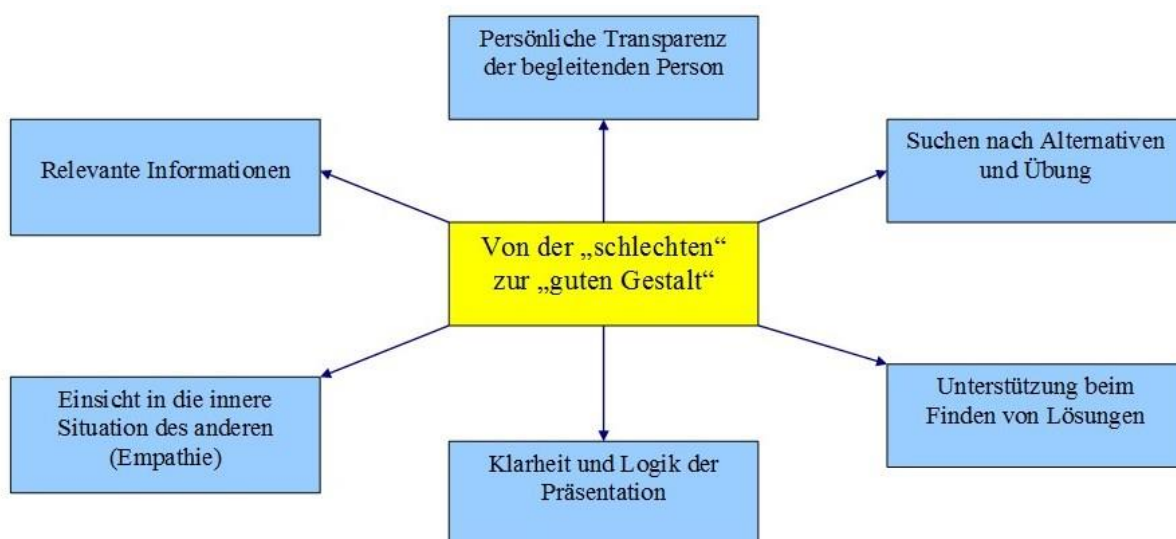 Persönliche Transparenz
der begleitenden Person
Relevante Informationen
Suchen nach Alternativen
und Übung
Von der „schlechten“
zur „guten Gestalt“
Einsicht in die innere
Situation des anderen
(Empathie)
Unterstützung beim
Finden von Lösungen
Klarheit und Logik der
Präsentation